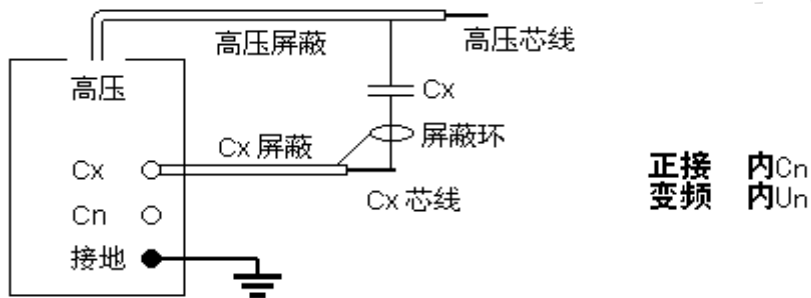 高压屏蔽
高压芯线
高压
Cx
屏蔽环
Cx 屏蔽
Cx
Cx 芯线
Cn
接地
正接 内Cn
变频 内Un